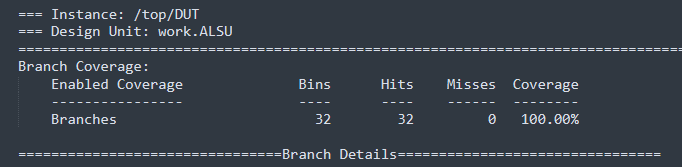 === Instance: /top/DUT
=== Design Unit: work.ALSU
=================================================================================
Branch Coverage:
    Enabled Coverage              Bins      Hits    Misses  Coverage
    ----------------              ----      ----    ------  --------
    Branches                        32        32         0   100.00%
================================Branch Details================================